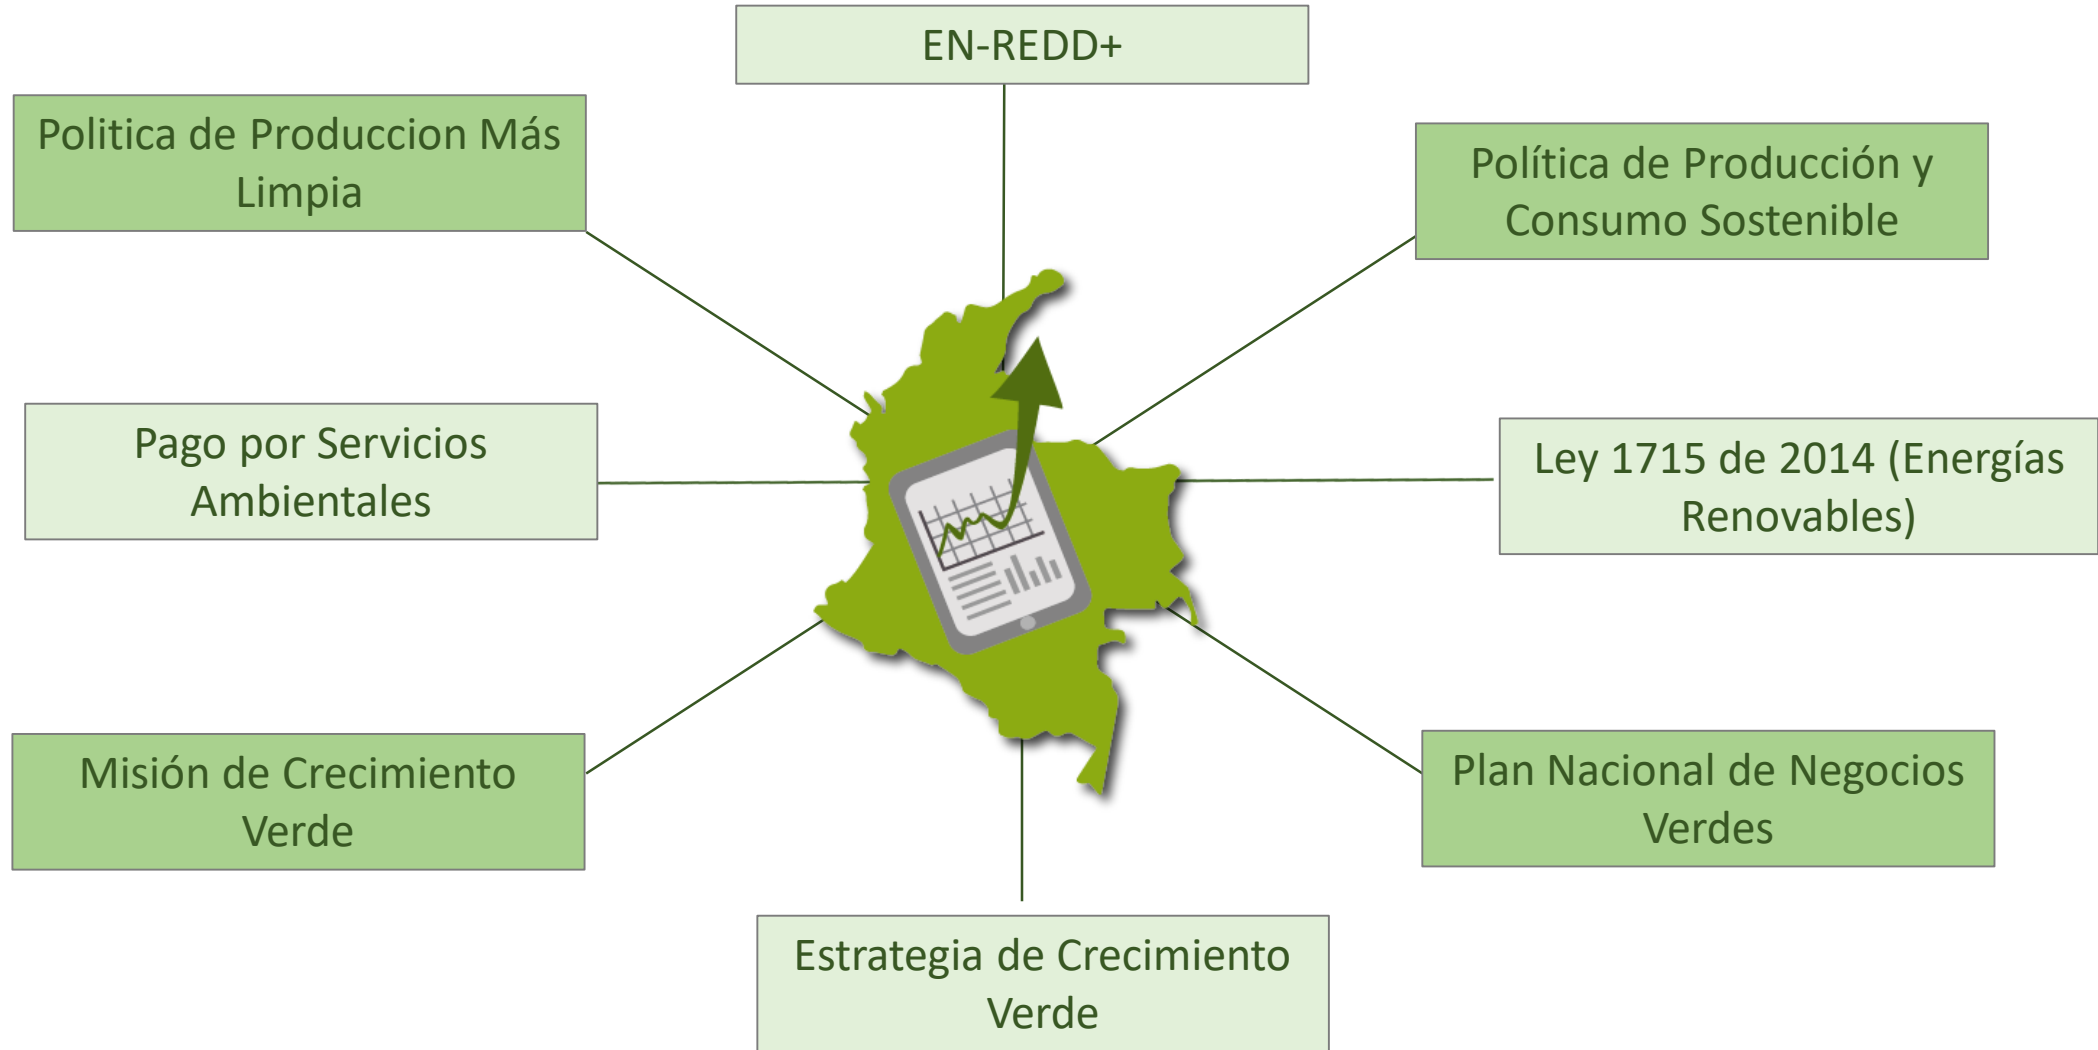 EN-REDD+
Politica de Produccion Más
Limpia
Política de Producción y
Consumo Sostenible
Pago por Servicios
Ambientales
Ley 1715 de 2014 (Energías
Renovables)
Misión de Crecimiento
Verde
Plan Nacional de Negocios
Verdes
Estrategia de Crecimiento
Verde